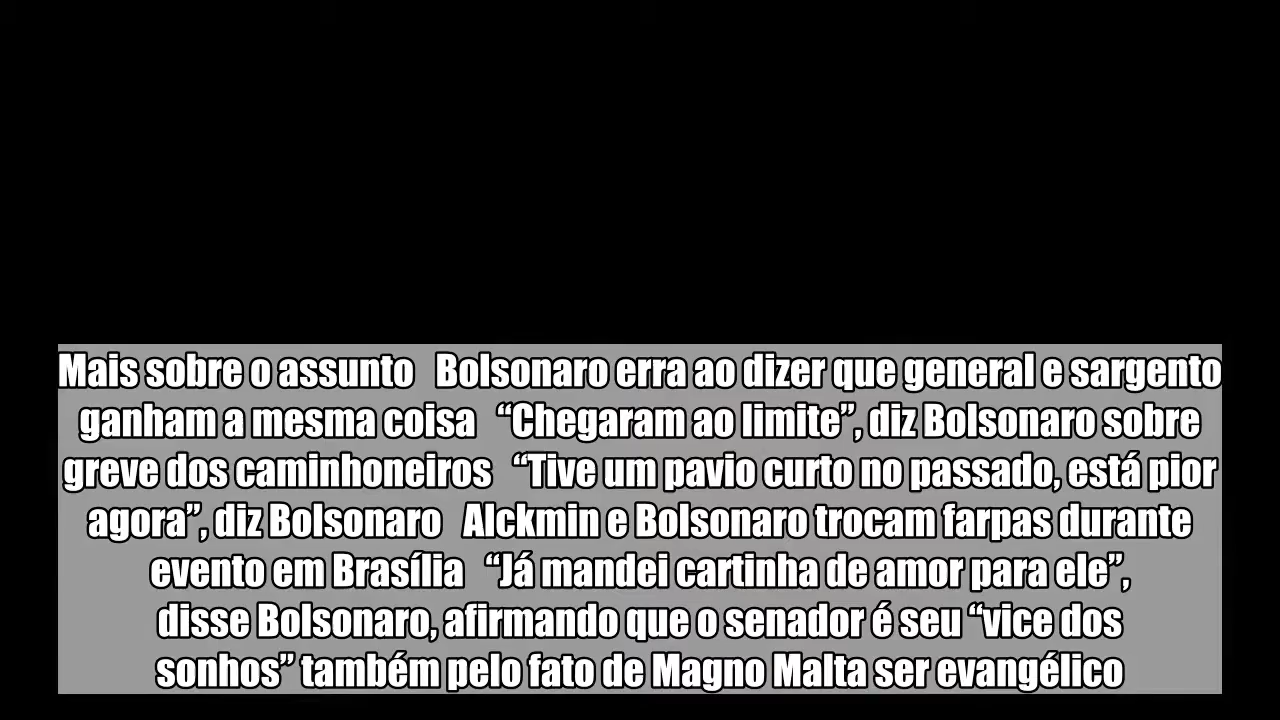 Mais sobre o assunto   Bolsonaro erra ao dizer que general e sargento
ganham a mesma coisa   “Chegaram ao limite”, diz Bolsonaro sobre
greve dos caminhoneiros   “Tive um pavio curto no passado, está pior
agora”, diz Bolsonaro   Alckmin e Bolsonaro trocam farpas durante
evento em Brasília   “Já mandei cartinha de amor para ele”,
disse Bolsonaro, afirmando que o senador é seu “vice dos
sonhos” também pelo fato de Magno Malta ser evangélico